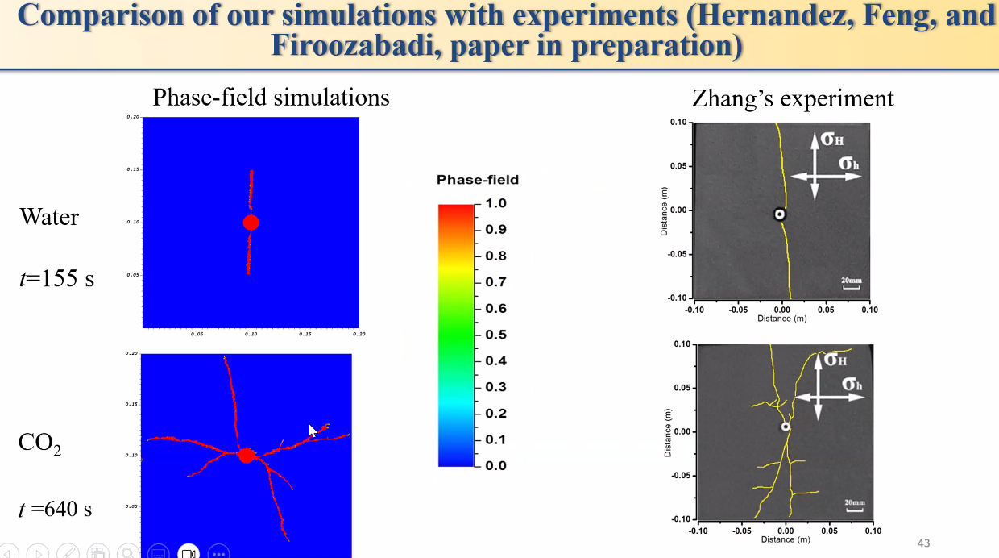 Comparison of our simulations with experiments (Hernandez, Feng, and
Firoozabadi, paper in preparation)
Phase-field simulations
Zhang's experiment
Water
t=155 s
0.20
0.15
0.10
0.05
0.05
0.10
0.15
0.20
Phase-field
1.0
0.9
0.8
0.7
0.6
0.5
0.4
0.3
0.2
0.1
0.0
Distance (m)
0.10
0.05
0.00
-0.05
-0.10
σH
σh
20mm
-0.10
-0.05
0.00
0.05
0.10
Distance (m)
CO2
t =640 s
0.20
0.15
0.10
0.05
Distance (m)
0.10
0.05
0.00
-0.05
-0.10
σH
σh
20mm
-0.10
-0.05
0.00
0.05
0.10
Distance (m)
43